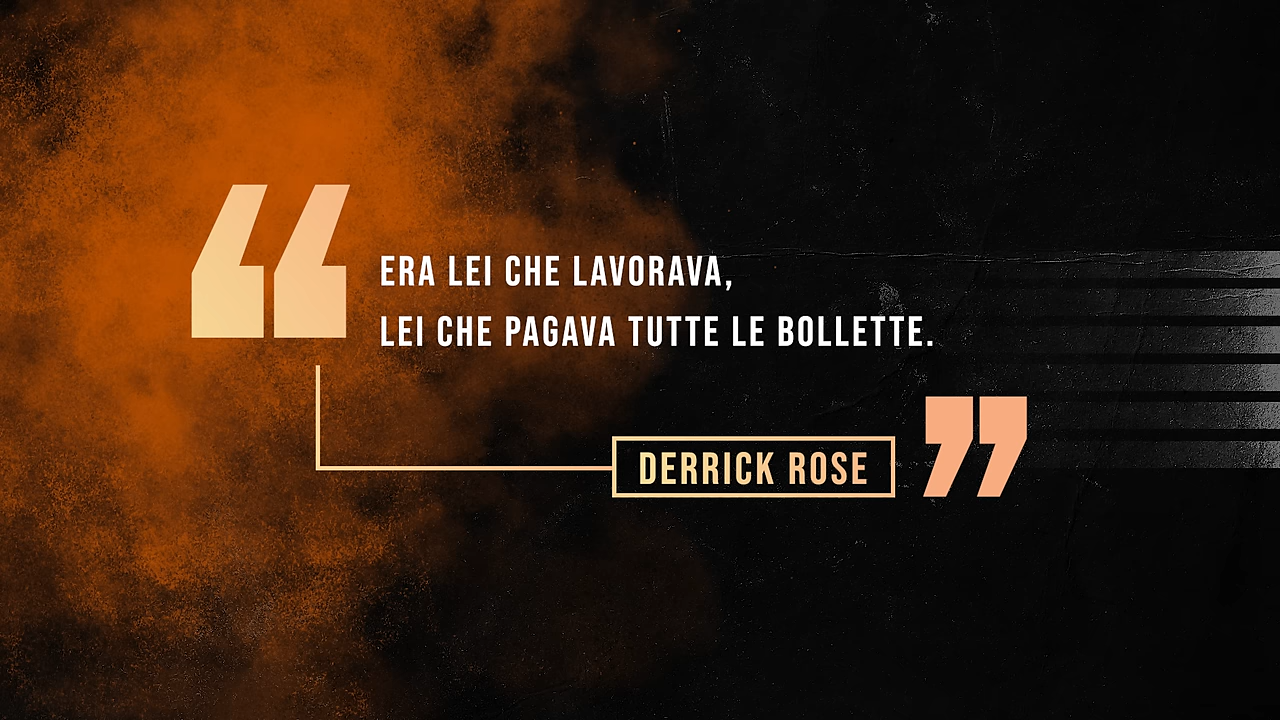 “
ERA LEI CHE LAVORAVA,
LEI CHE PAGAVA TUTTE LE BOLLETTE.
DERRICK ROSE ”